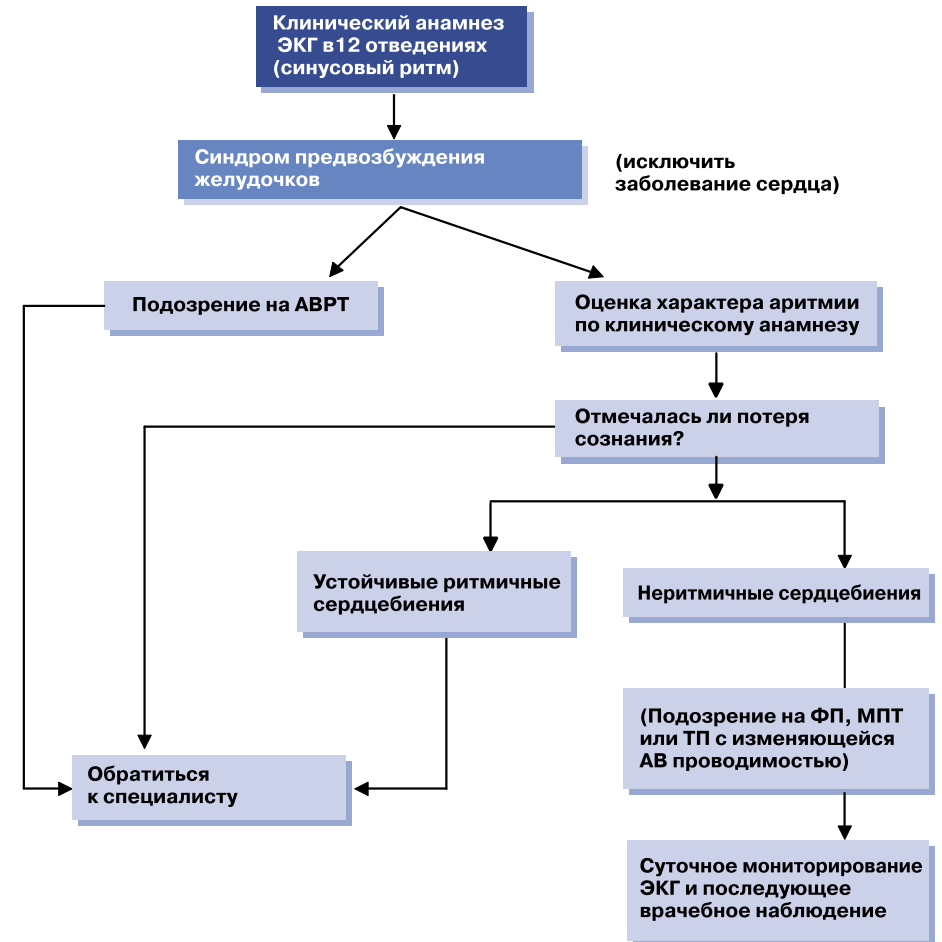 Клинический анамнез
ЭКГ в12 отведениях
(синусовый ритм)
Синдром предвозбуждения
желудочков
(исключить
заболевание сердца)
Подозрение на АВРТ
Оценка характера аритмии
по клиническому анамнезу
Отмечалась ли потеря
сознания?
Устойчивые ритмичные
сердцебиения
Неритмичные сердцебиения
(Подозрение на ФП, МПТ
или ТП с изменяющейся
АВ проводимостью)
Обратиться
к специалисту
Суточное мониторирование
ЭКГ и последующее
врачебное наблюдение